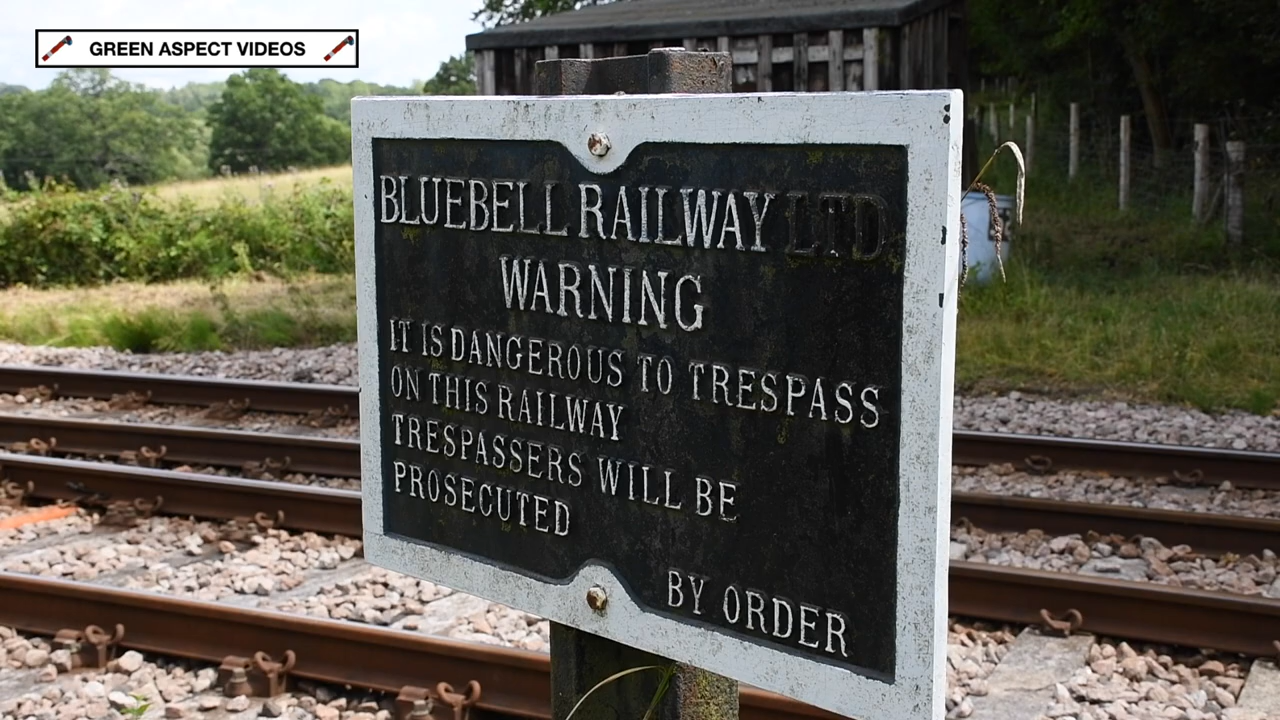 GREEN ASPECT VIDEOS
BLUEBELL RAILWAY LTD
WARNING
IT IS DANGEROUS TO TRESPASS
ON THIS RAILWAY
TRESPASSERS WILL BE
PROSECUTED
BY ORDER